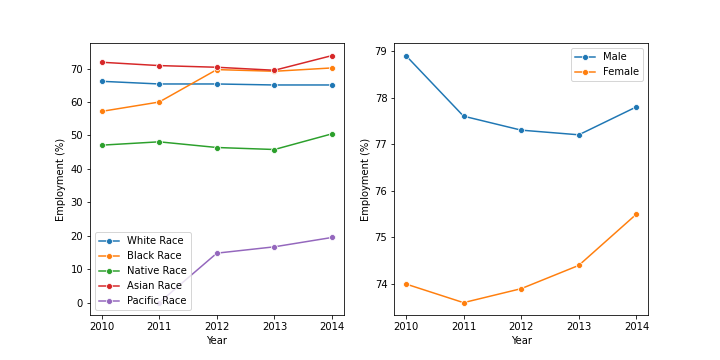 70
60
50
40
30
20
10
0
Employment (%)
White Race
Black Race
Native Race
Asian Race
Pacific Race
2010 2011 2012 2013 2014
Year
79
78
77
76
75
74
Employment (%)
Male
Female
2010 2011 2012 2013 2014
Year